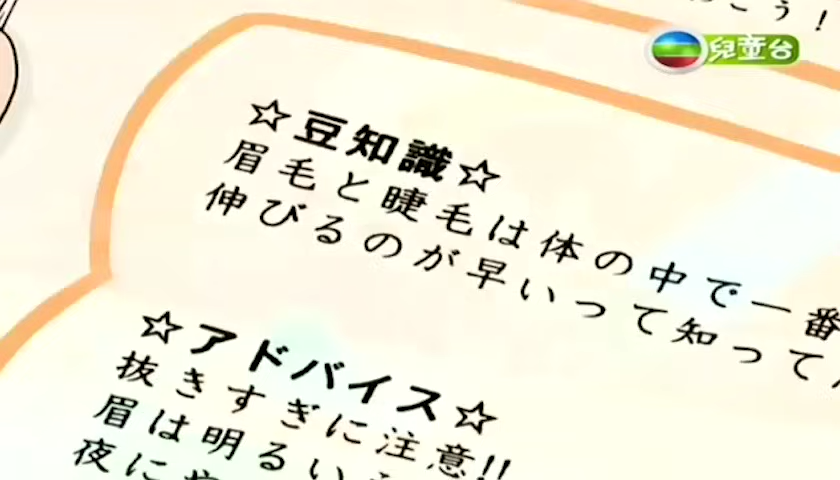 こう!
兒童台
☆豆知識☆
眉毛と睫毛は体の中で一番
伸びるのが早いって知って
☆アドバイス☆
抜きすぎに注意!!
眉は明るい
夜に